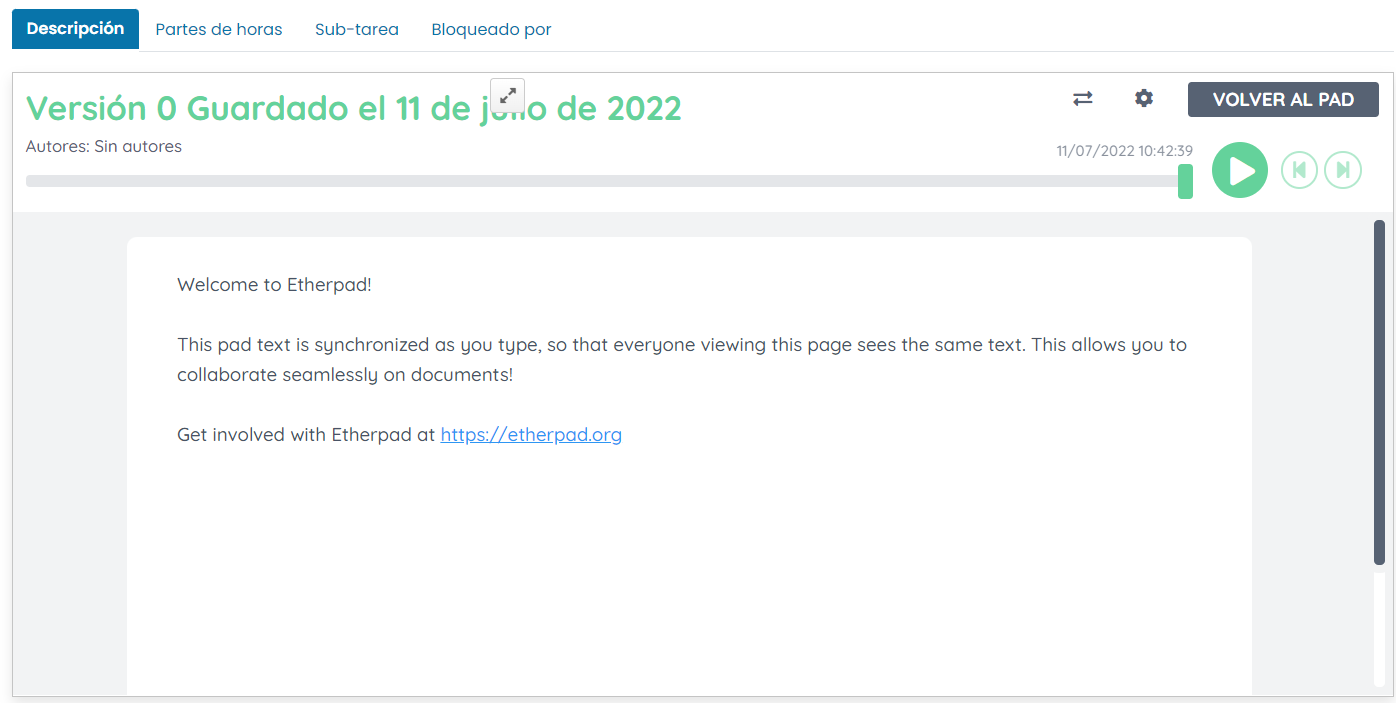 Descripción Partes de horas Sub-tarea Bloqueado por
Versión 0 Guardado el 11 de julio de 2022
VOLVER AL PAD
Autores: Sin autores
11/07/2022 10:42:39
Welcome to Etherpad!
This pad text is synchronized as you type, so that everyone viewing this page sees the same text. This allows you to
collaborate seamlessly on documents!
Get involved with Etherpad at https://etherpad.org